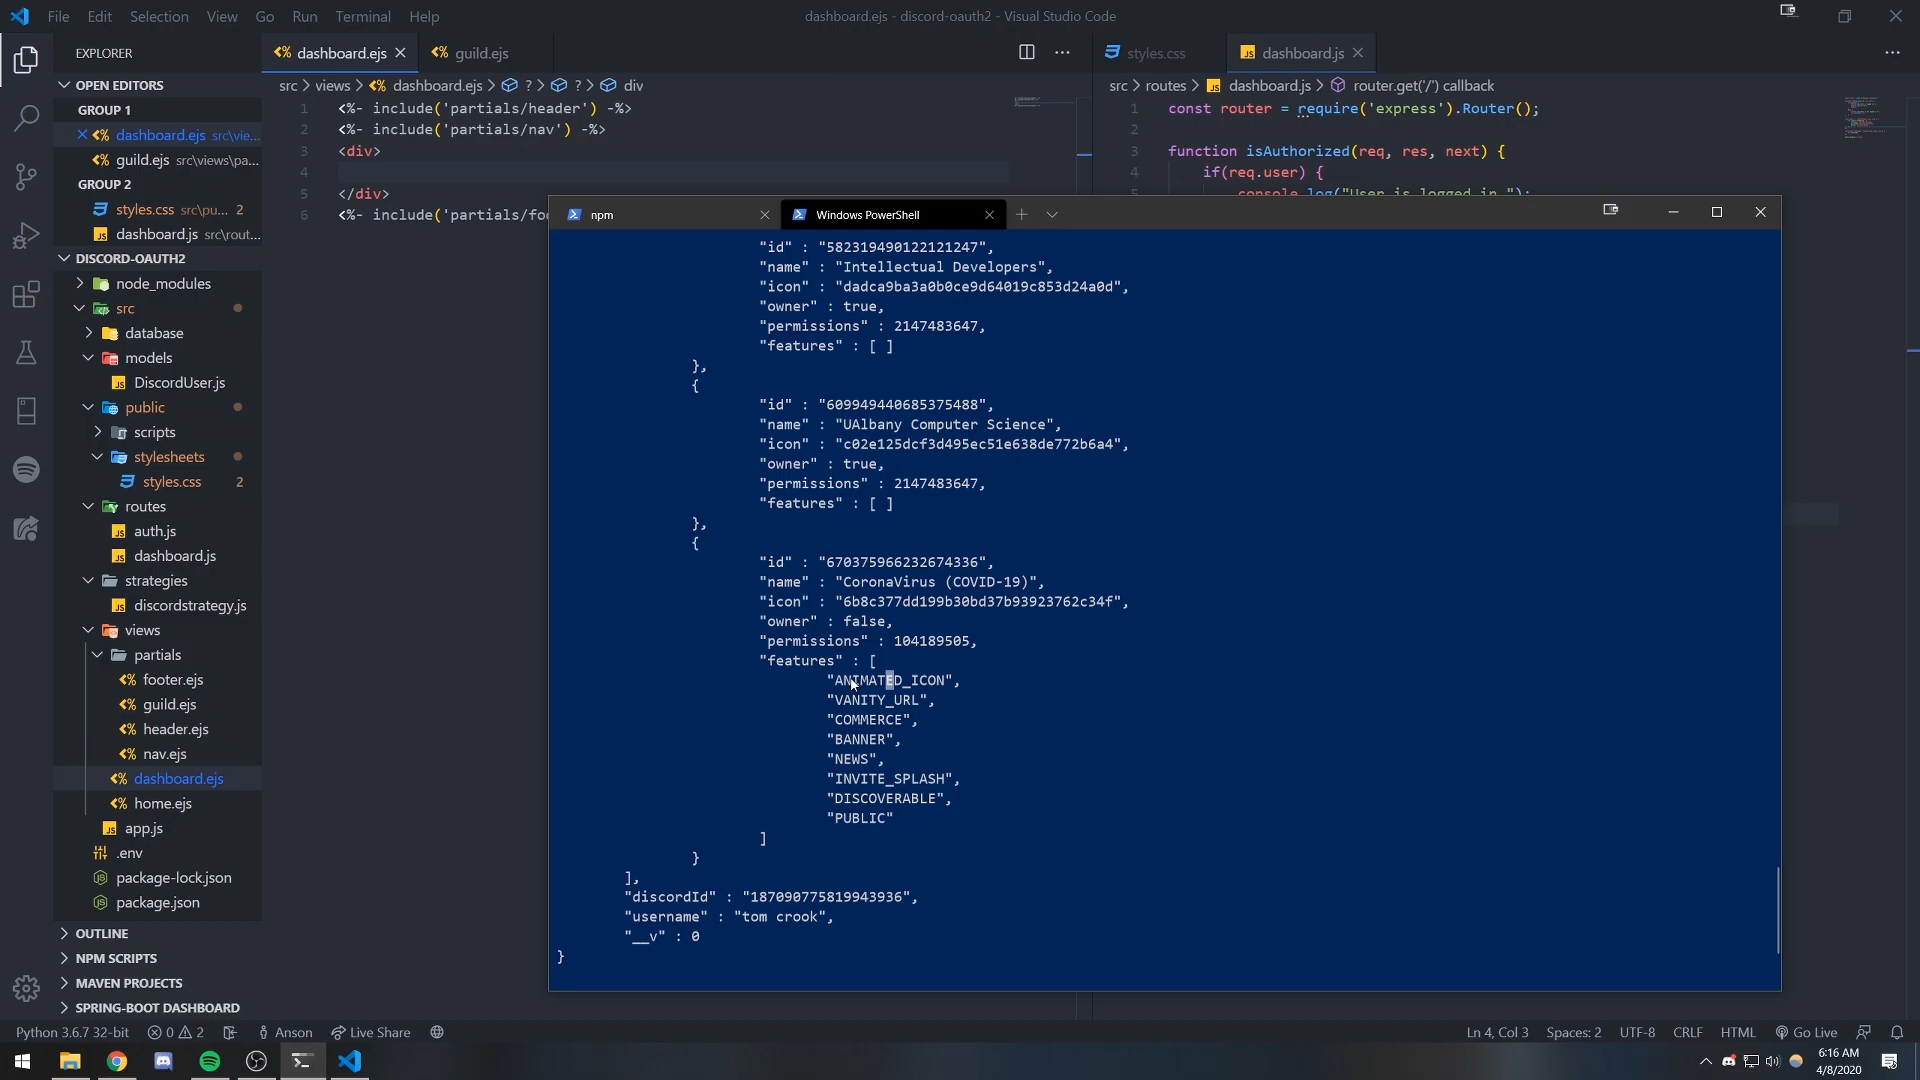 File Edit Selection View Go Run Terminal Help
dashboard.ejs - discord-oauth2 - Visual Studio Code
EXPLORER
OPEN EDITORS
GROUP 1
dashboard.ejs src\vie...
guild.ejs src\views\pa...
GROUP 2
styles.css src\pu... 2
dashboard.js src\rout...
DISCORD-OAUTH2
node_modules
src
database
models
DiscordUser.js
public
scripts
stylesheets
styles.css 2
routes
auth.js
dashboard.js
strategies
discordstrategy.js
views
partials
footer.ejs
guild.ejs
header.ejs
nav.ejs
dashboard.ejs
home.ejs
app.js
.env
package-lock.json
package.json
OUTLINE
NPM SCRIPTS
MAVEN PROJECTS
SPRING-BOOT DASHBOARD
dashboard.ejs guild.ejs
src > views > dashboard.ejs > ? > ? > div
1 <%- include('partials/header') -%>
2 <%- include('partials/nav') -%>
3 <div>
4
5 </div>
6 <%- include('partials/fo
styles.css dashboard.js
src > routes > dashboard.js > router.get('/') callback
1 const router = require('express').Router();
2
3 function isAuthorized(req, res, next) {
4 if(req.user) {
5 console.log("User is logged in.");
npm Windows PowerShell
"id" : "582319490122121247",
"name" : "Intellectual Developers",
"icon" : "dadca9ba3a0b0ce9d64019c853d24a0d",
"owner" : true,
"permissions" : 2147483647,
"features" : [ ]
},
{
"id" : "609949440685375488",
"name" : "UAlbany Computer Science",
"icon" : "c02e125dcf3d495ec51e638de772b6a4",
"owner" : true,
"permissions" : 2147483647,
"features" : [ ]
},
{
"id" : "670375966232674336",
"name" : "CoronaVirus (COVID-19)",
"icon" : "6b8c377dd199b30bd37b93923762c34f",
"owner" : false,
"permissions" : 104189505,
"features" : [
"ANIMATED_ICON",
"VANITY_URL",
"COMMERCE",
"BANNER",
"NEWS",
"INVITE_SPLASH",
"DISCOVERABLE",
"PUBLIC"
]
}
],
"discordId" : "187090775819943936",
"username" : "tom crook",
"__v" : 0
}
Python 3.6.7 32-bit 0 2 Anson Live Share
Ln 4, Col 3 Spaces: 2 UTF-8 CRLF HTML Go Live
6:16 AM
4/8/2020